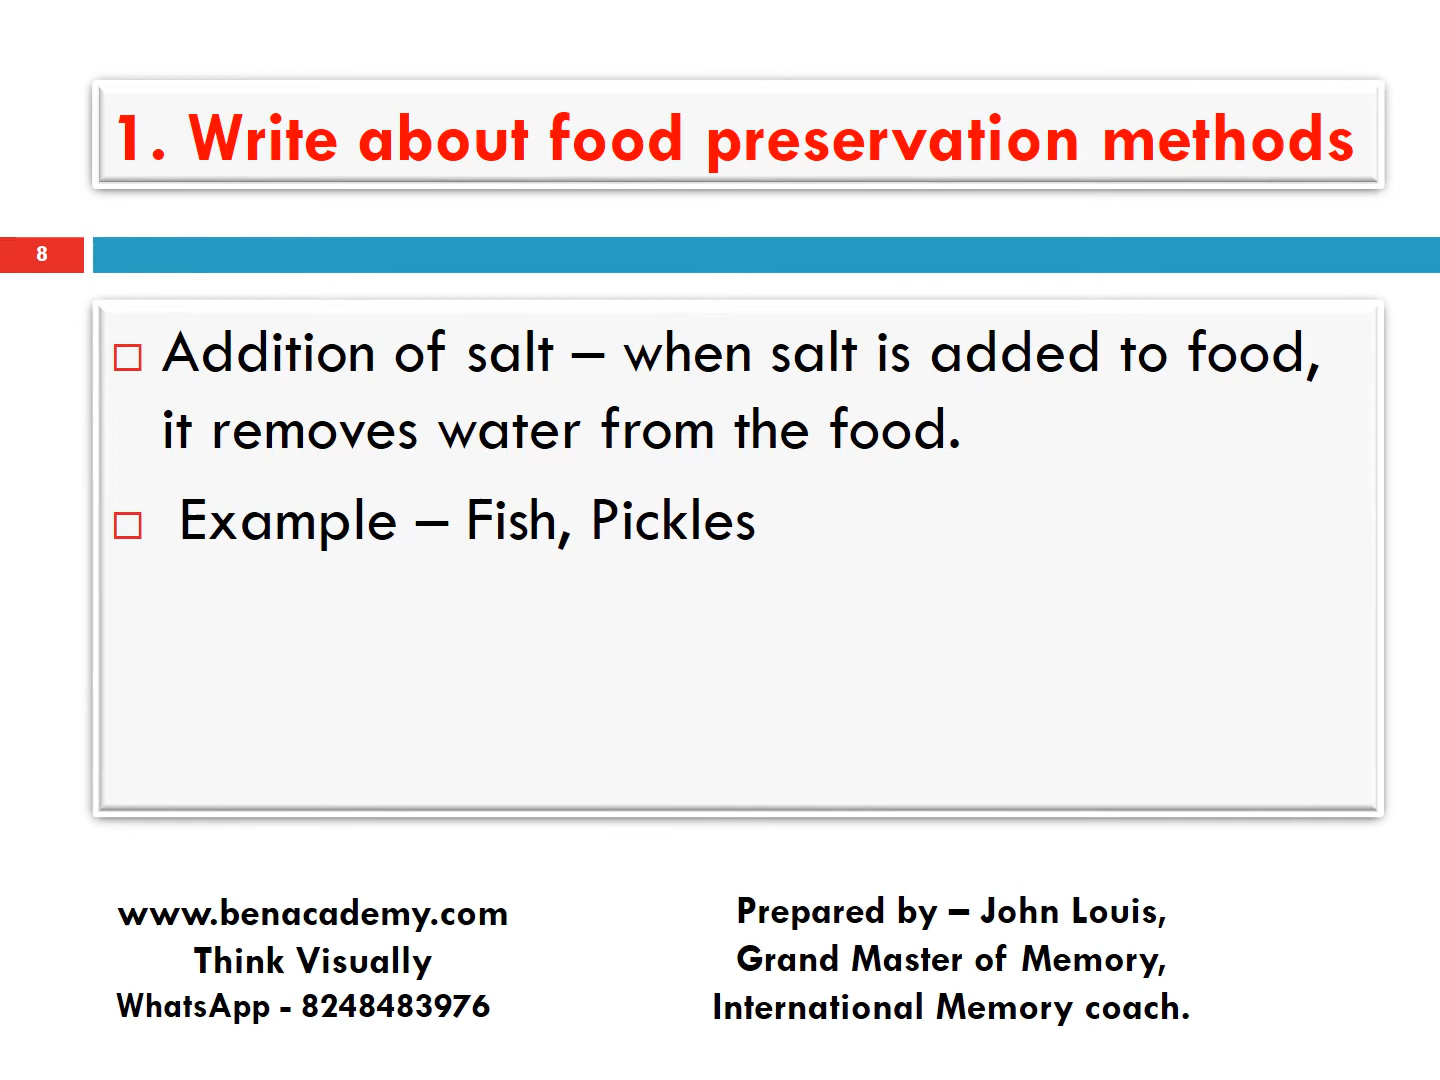 1. Write about food preservation methods
8
Addition of salt – when salt is added to food,
it removes water from the food.
Example – Fish, Pickles
www.benacademy.com
Think Visually
WhatsApp - 8248483976
Prepared by – John Louis,
Grand Master of Memory,
International Memory coach.